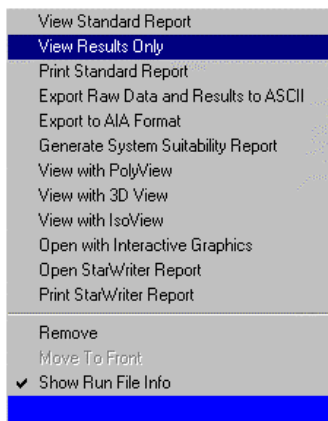 View Standard Report
View Results Only
Print Standard Report
Export Raw Data and Results to ASCII
Export to AIA Format
Generate System Suitability Report
View with PolyView
View with 3D View
View with IsoView
Open with Interactive Graphics
Open StarWriter Report
Print StarWriter Report
Remove
Move To Front
Show Run File Info